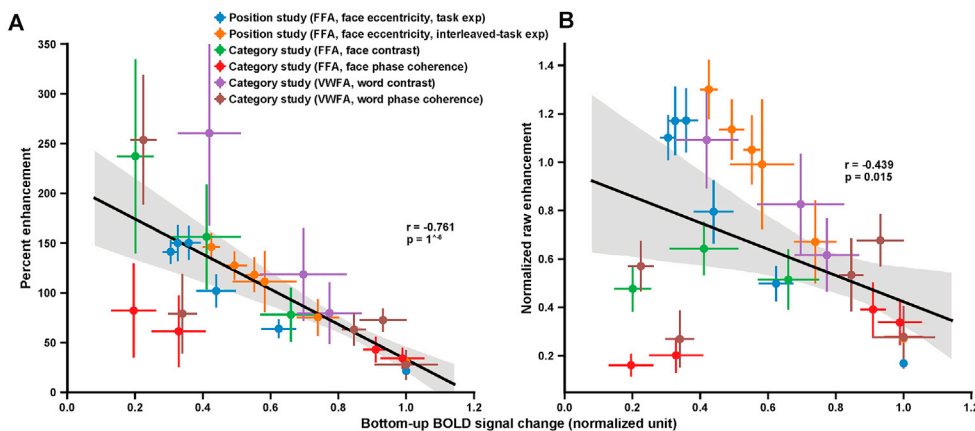 A
B
Position study (FFA, face eccentricity, task exp)
Position study (FFA, face eccentricity, interleaved-task exp)
Category study (FFA, face contrast)
Category study (FFA, face phase coherence)
Category study (VWFA, word contrast)
Category study (VWFA, word phase coherence)
Percent enhancement
350
300
250
200
150
100
50
0
r = -0.761
p = 1^-6
0.0 0.2 0.4 0.6 0.8 1.0 1.2
Normalized raw enhancement
1.4
1.2
1.0
0.8
0.6
0.4
0.2
r = -0.439
p = 0.015
0.0 0.2 0.4 0.6 0.8 1.0 1.2
Bottom-up BOLD signal change (normalized unit)